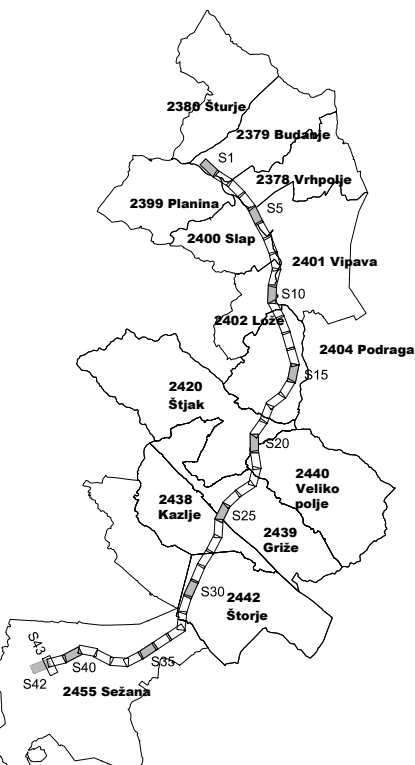 2380 Šturje
2379 Budanje
S1
2378 Vrhpolje
2399 Planina
S5
2400 Slap
2401 Vipava
S10
2402 Lože
2404 Podraga
S15
2420
Štjak
S20
2440
Veliko
polje
2438
Kazlje
S25
2439
Griže
S30
2442
Štorje
S43
S35
S40
S42
2455 Sežana